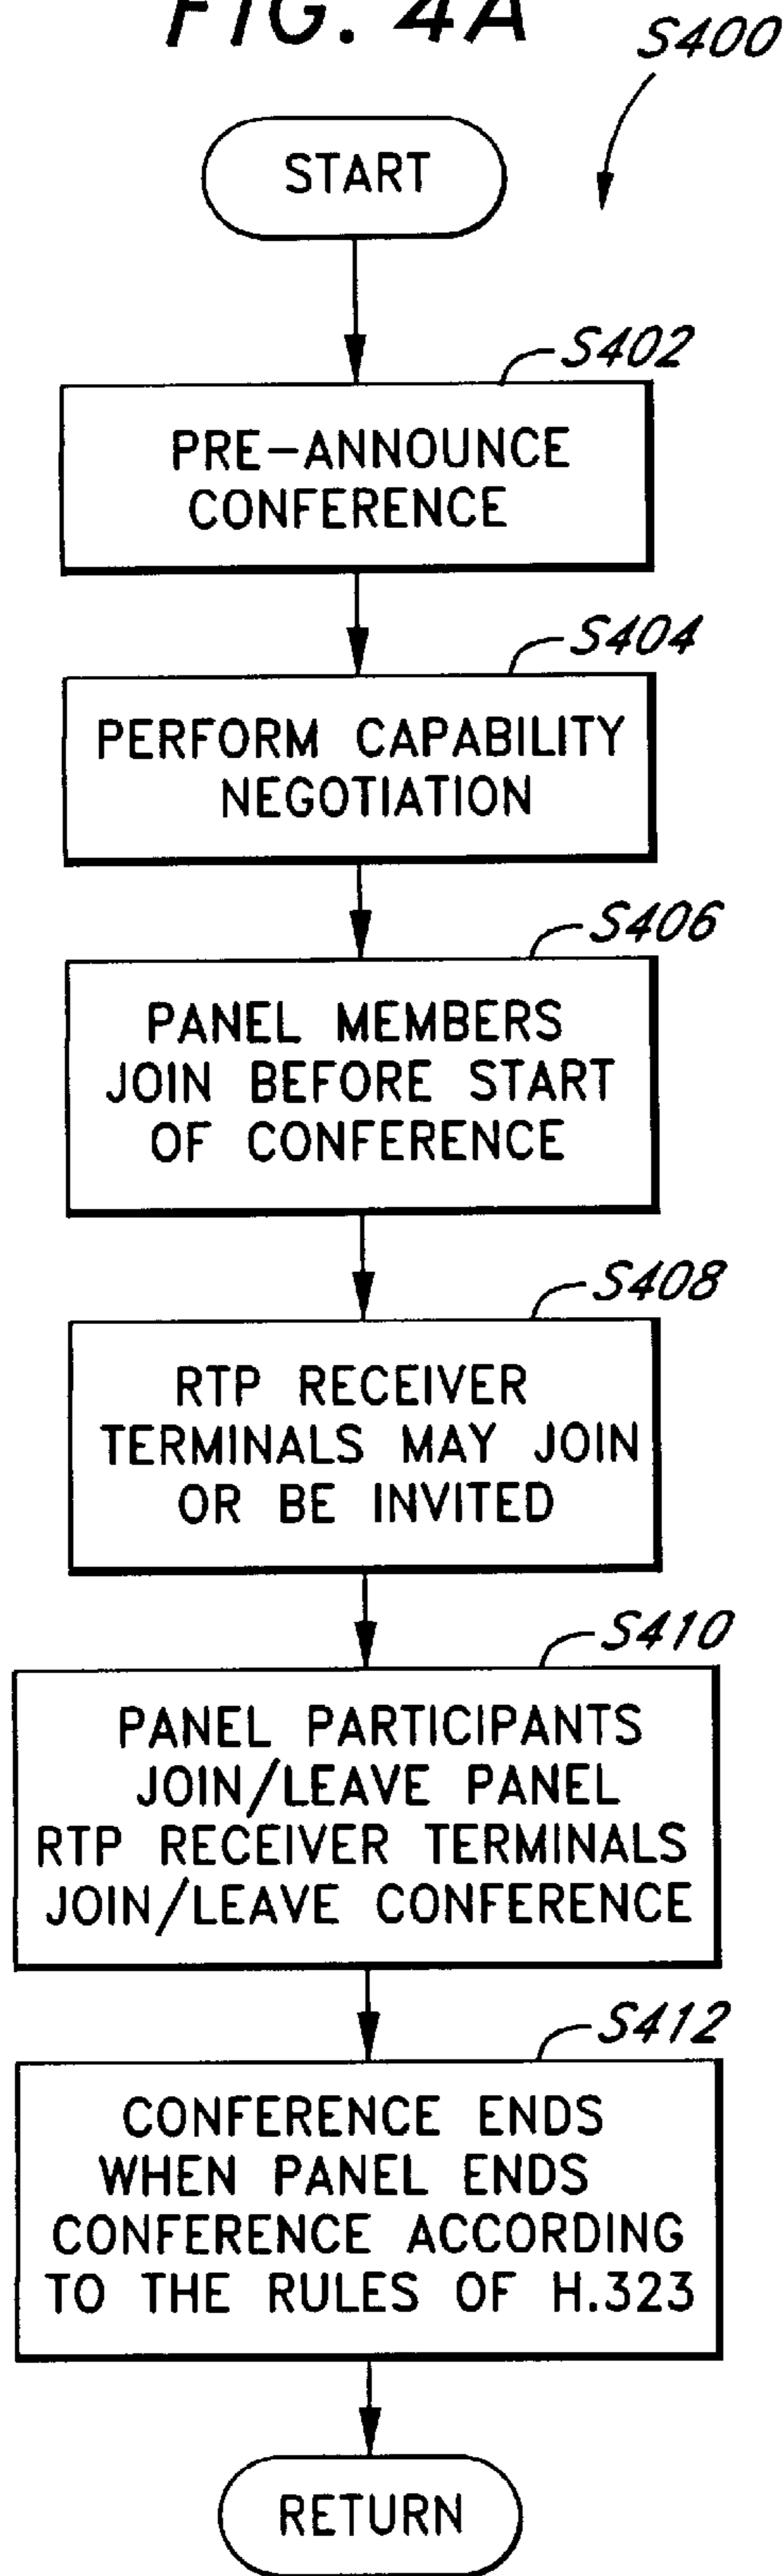 FIG. 4A
S400
START
S402
PRE-ANNOUNCE
CONFERENCE
S404
PERFORM CAPABILITY
NEGOTIATION
S406
PANEL MEMBERS
JOIN BEFORE START
OF CONFERENCE
S408
RTP RECEIVER
TERMINALS MAY JOIN
OR BE INVITED
S410
PANEL PARTICIPANTS
JOIN/LEAVE PANEL
RTP RECEIVER TERMINALS
JOIN/LEAVE CONFERENCE
S412
CONFERENCE ENDS
WHEN PANEL ENDS
CONFERENCE ACCORDING
TO THE RULES OF H.323
RETURN